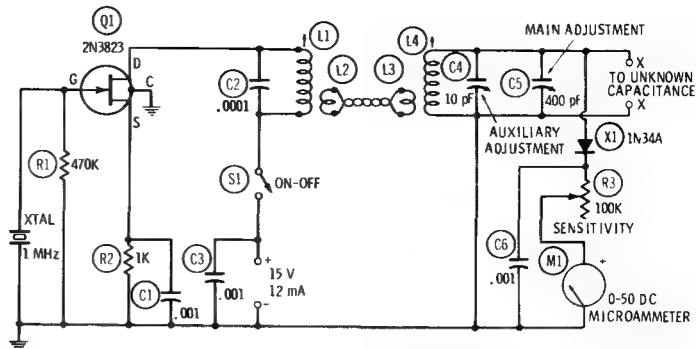 Q1
2N3823
D
G
C
S
R1
470K
XTAL
1 MHz
R2
1K
C1
.001
C2
.0001
S1
ON-OFF
C3
.001
+
15 V
12 mA
-
L1
L2
L3
L4
C4
10 pF
AUXILIARY
ADJUSTMENT
MAIN ADJUSTMENT
C5
400 pF
X
TO UNKNOWN
CAPACITANCE
X
X1
1N34A
R3
100K
SENSITIVITY
C6
.001
M1
+
0-50 DC
MICROAMMETER